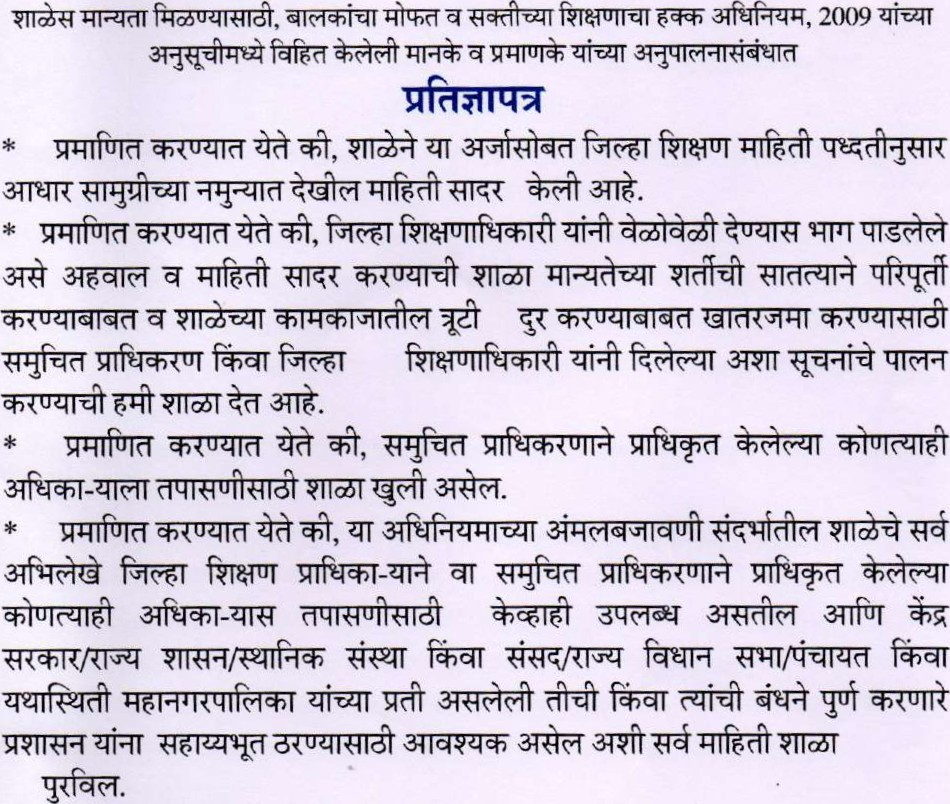 शाळेस मान्यता मिळण्यासाठी, बालकांचा मोफत व सक्तीच्या शिक्षणाचा हक्क अधिनियम, 2009 यांच्या
अनुसूचीमध्ये विहित केलेली मानके व प्रमाणके यांच्या अनुपालनासंबंधात
प्रतिज्ञापत्र
* प्रमाणित करण्यात येते की, शाळेने या अर्जासोबत जिल्हा शिक्षण माहिती पध्दतीनुसार
आधार सामुग्रीच्या नमुन्यात देखील माहिती सादर केली आहे.
* प्रमाणित करण्यात येते की, जिल्हा शिक्षणाधिकारी यांनी वेळोवेळी देण्यास भाग पाडलेले
असे अहवाल व माहिती सादर करण्याची शाळा मान्यतेच्या शर्तीची सातत्याने परिपूर्ती
करण्याबाबत व शाळेच्या कामकाजातील त्रूटी दुर करण्याबाबत खातरजमा करण्यासाठी
समुचित प्राधिकरण किंवा जिल्हा शिक्षणाधिकारी यांनी दिलेल्या अशा सूचनांचे पालन
करण्याची हमी शाळा देत आहे.
* प्रमाणित करण्यात येते की, समुचित प्राधिकरणाने प्राधिकृत केलेल्या कोणत्याही
अधिका-याला तपासणीसाठी शाळा खुली असेल.
* प्रमाणित करण्यात येते की, या अधिनियमाच्या अंमलबजावणी संदर्भातील शाळेचे सर्व
अभिलेखे जिल्हा शिक्षण प्राधिका-याने वा समुचित प्राधिकरणाने प्राधिकृत केलेल्या
कोणत्याही अधिका-यास तपासणीसाठी केव्हाही उपलब्ध असतील आणि केंद्र
सरकार/राज्य शासन/स्थानिक संस्था किंवा संसद/राज्य विधान सभा/पंचायत किंवा
यथास्थिती महानगरपालिका यांच्या प्रती असलेली तीची किंवा त्यांची बंधने पुर्ण करणारे
प्रशासन यांना सहाय्यभूत ठरण्यासाठी आवश्यक असेल अशी सर्व माहिती शाळा
पुरविल.